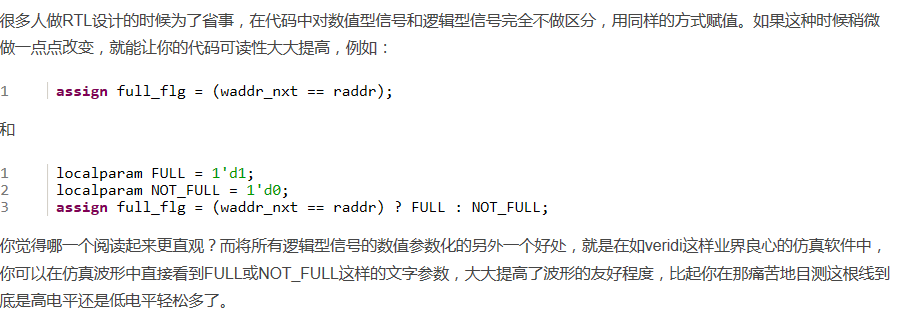 很多人做RTL设计的时候为了省事，在代码中对数值型信号和逻辑型信号完全不做区分，用同样的方式赋值。如果这种时候稍微
做一点点改变，就能让你的代码可读性大大提高，例如：
1 assign full_flg = (waddr_nxt == raddr);
和
1 localparam FULL = 1'd1;
2 localparam NOT_FULL = 1'd0;
3 assign full_flg = (waddr_nxt == raddr) ? FULL : NOT_FULL;
你觉得哪一个阅读起来更直观？而将所有逻辑型信号的数值参数化的另外一个好处，就是在如veridi这样业界良心的仿真软件中，
你可以在仿真波形中直接看到FULL或NOT_FULL这样的文字参数，大大提高了波形的友好程度，比起你在那痛苦地目测这根线到
底是高电平还是低电平轻松多了。